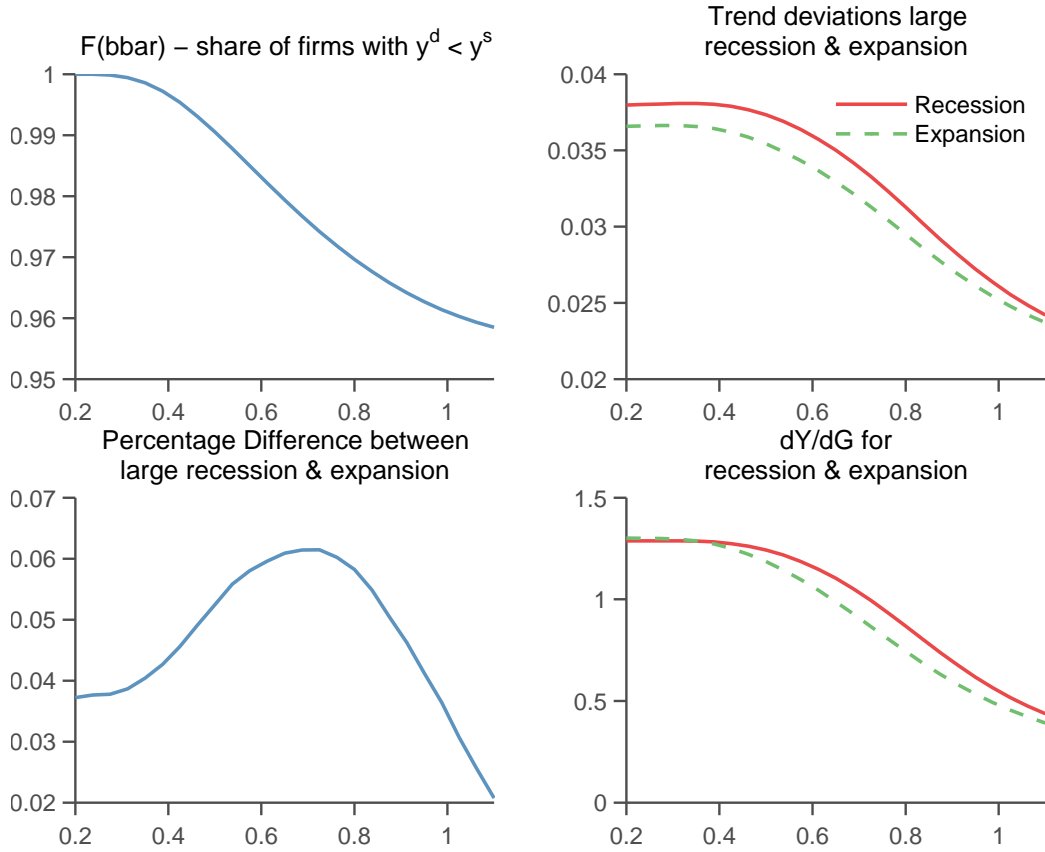 F(bbar) − share of firms with y^d < y^s
1
0.99
0.98
0.97
0.96
0.95
0.2 0.4 0.6 0.8 1
Trend deviations large
recession & expansion
0.04
0.035
0.03
0.025
0.02
Recession
Expansion
0.2 0.4 0.6 0.8 1
Percentage Difference between
large recession & expansion
0.07
0.06
0.05
0.04
0.03
0.02
0.2 0.4 0.6 0.8 1
dY/dG for
recession & expansion
1.5
1
0.5
0
0.2 0.4 0.6 0.8 1